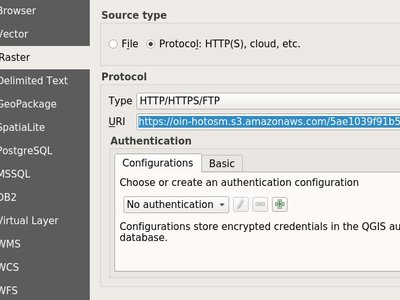 Browser
Vector
Raster
Delimited Text
GeoPackage
SpatiaLite
PostgreSQL
MSSQL
DB2
Virtual Layer
WMS
WCS
WFS
Source type
File
Protocol: HTTP(S), cloud, etc.
Protocol
Type HTTP/HTTPS/FTP
URI https://oin-hotosm.s3.amazonaws.com/5ae1039f91b5
Authentication
Configurations Basic
Choose or create an authentication configuration
No authentication
Configurations store encrypted credentials in the QGIS au
database.